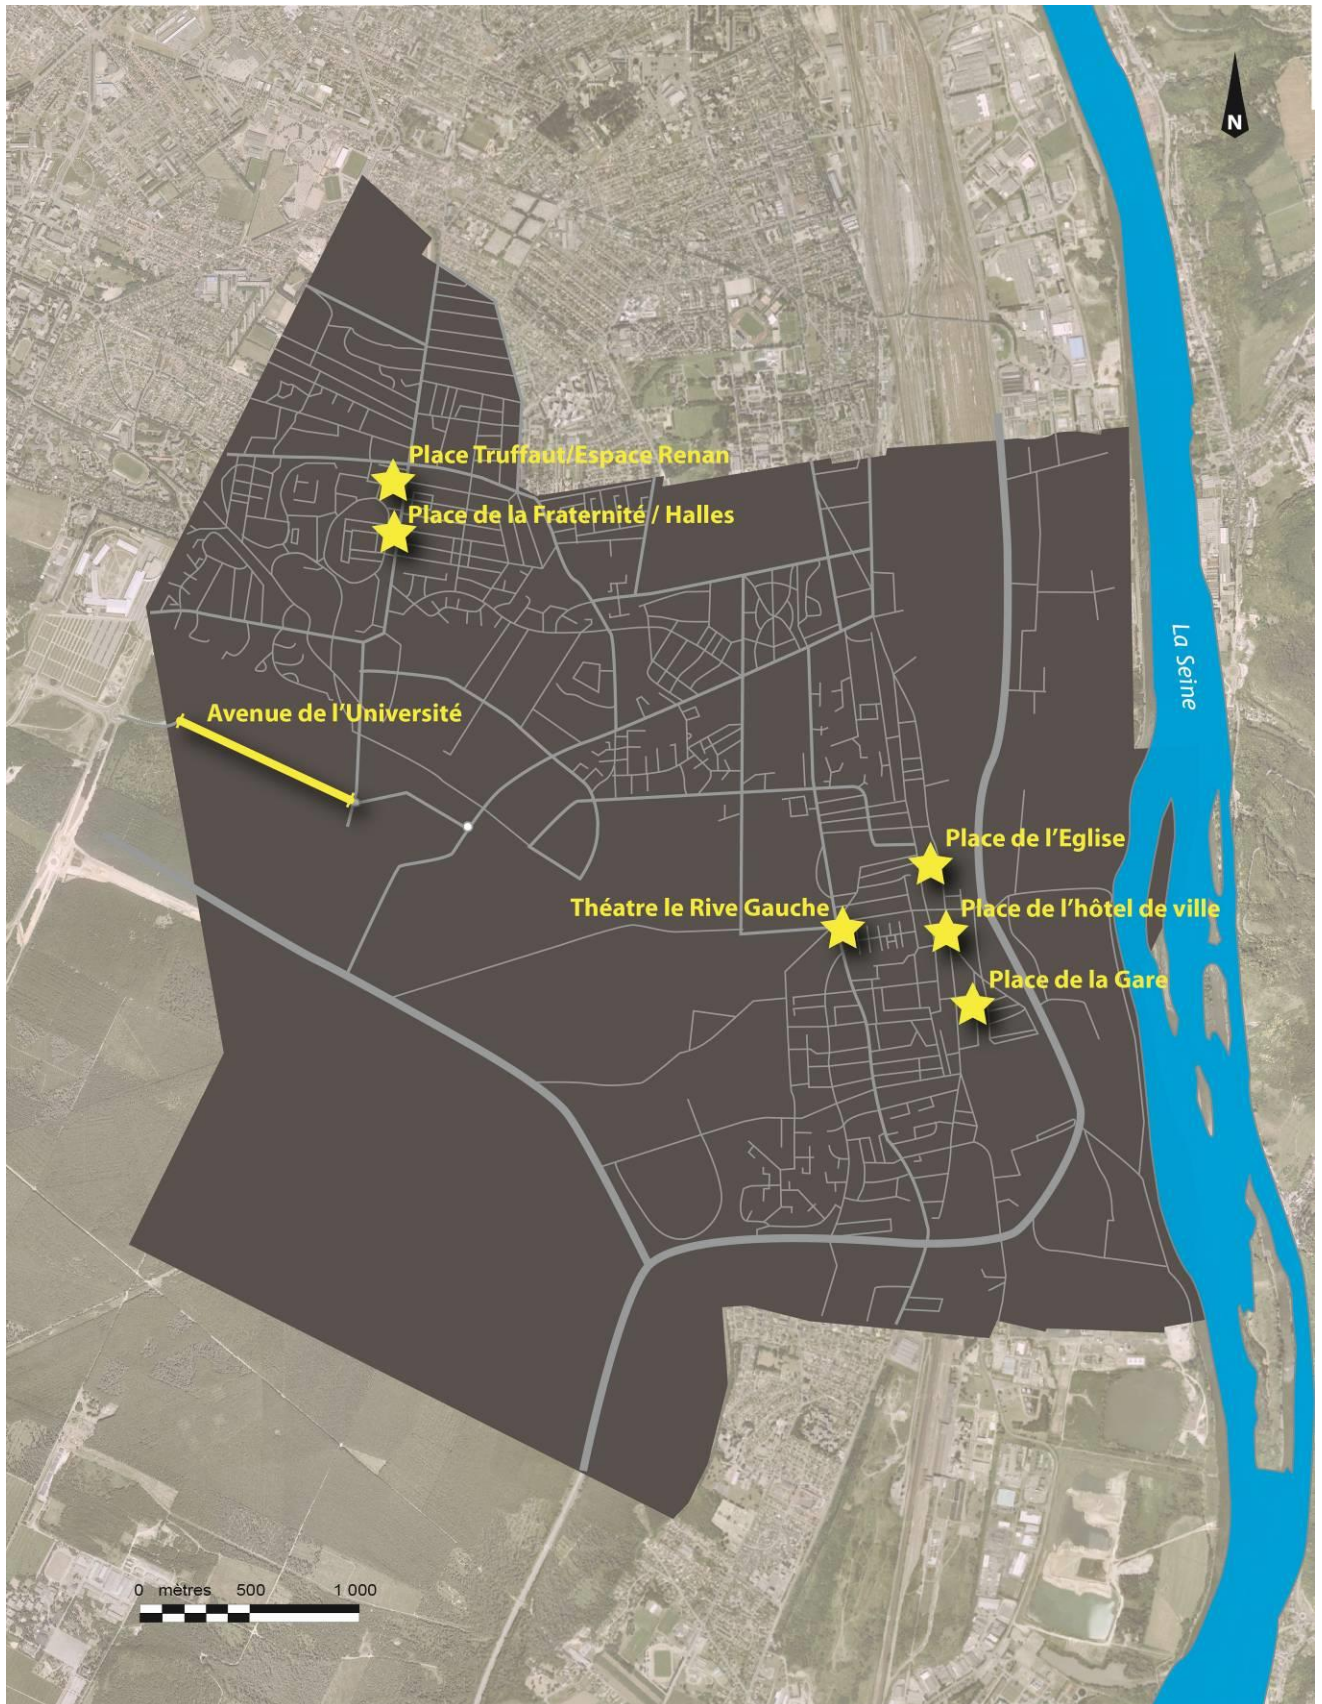 N
Place Truffaut/Espace Renan
Place de la Fraternité / Halles
La Seine
Avenue de l'Université
Place de l'Eglise
Théatre le Rive Gauche
Place de l'hôtel de ville
Place de la Gare
0 mètres 500 1 000